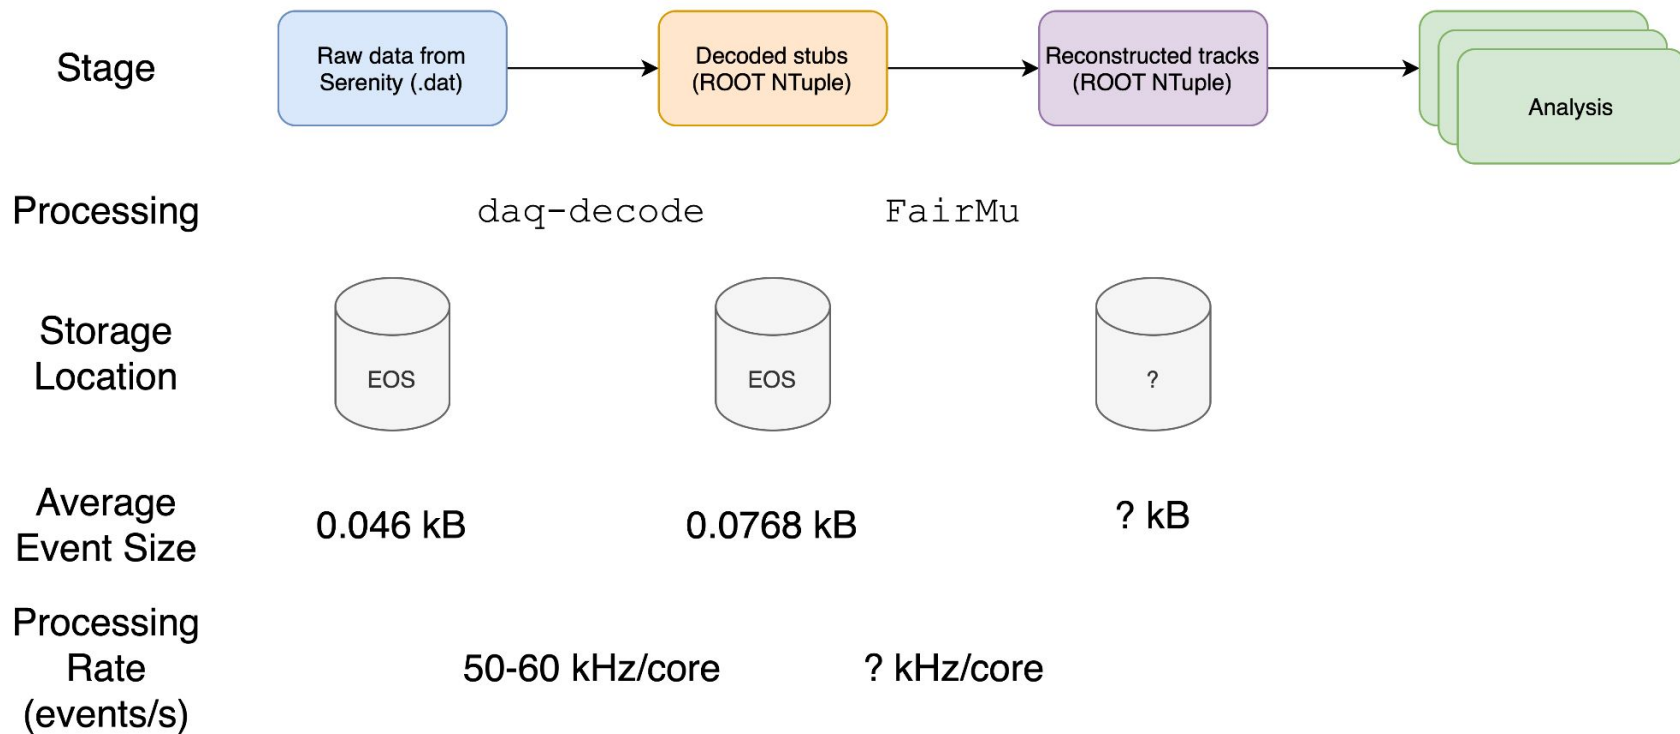 Stage
Raw data from
Serenity (.dat)
Decoded stubs
(ROOT NTuple)
Reconstructed tracks
(ROOT NTuple)
Analysis
Processing
daq-decode
FairMu
Storage
Location
EOS
EOS
?
Average
Event Size
0.046 kB
0.0768 kB
? kB
Processing
Rate
(events/s)
50-60 kHz/core
? kHz/core